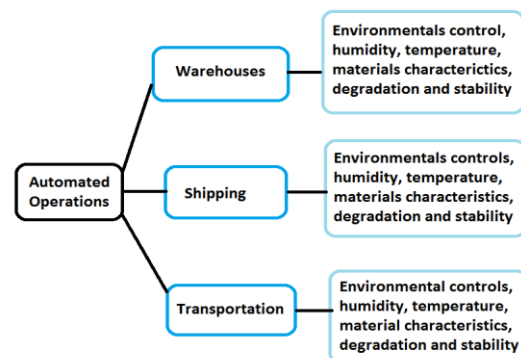 Environmentals control,
humidity, temperature,
materials charaterictics,
degradation and stability
Warehouses
Environmentals controls,
humidity, temperature,
materials characteristics,
degradation and stability
Automated
Operations
Shipping
Environmental controls,
humidity, temperature,
material characteristics,
degradation and stability
Transportation